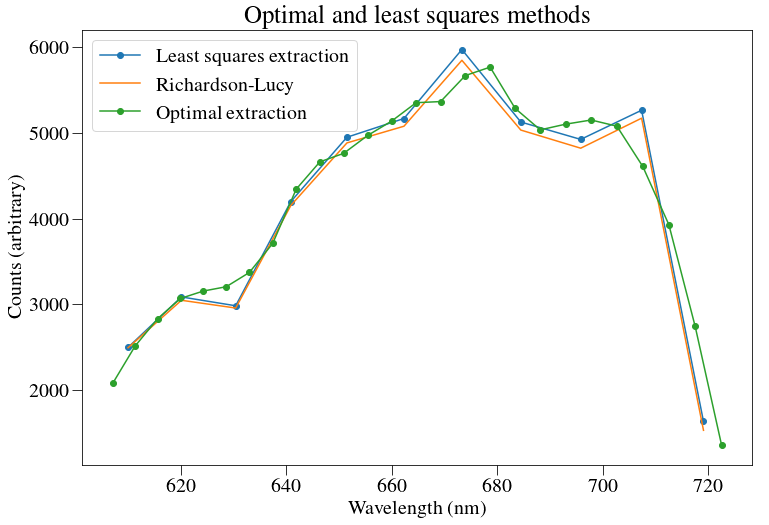 Optimal and least squares methods
Least squares extraction
Richardson-Lucy
Optimal extraction
Counts (arbitrary)
6000
5000
4000
3000
2000
620 640 660 680 700 720
Wavelength (nm)